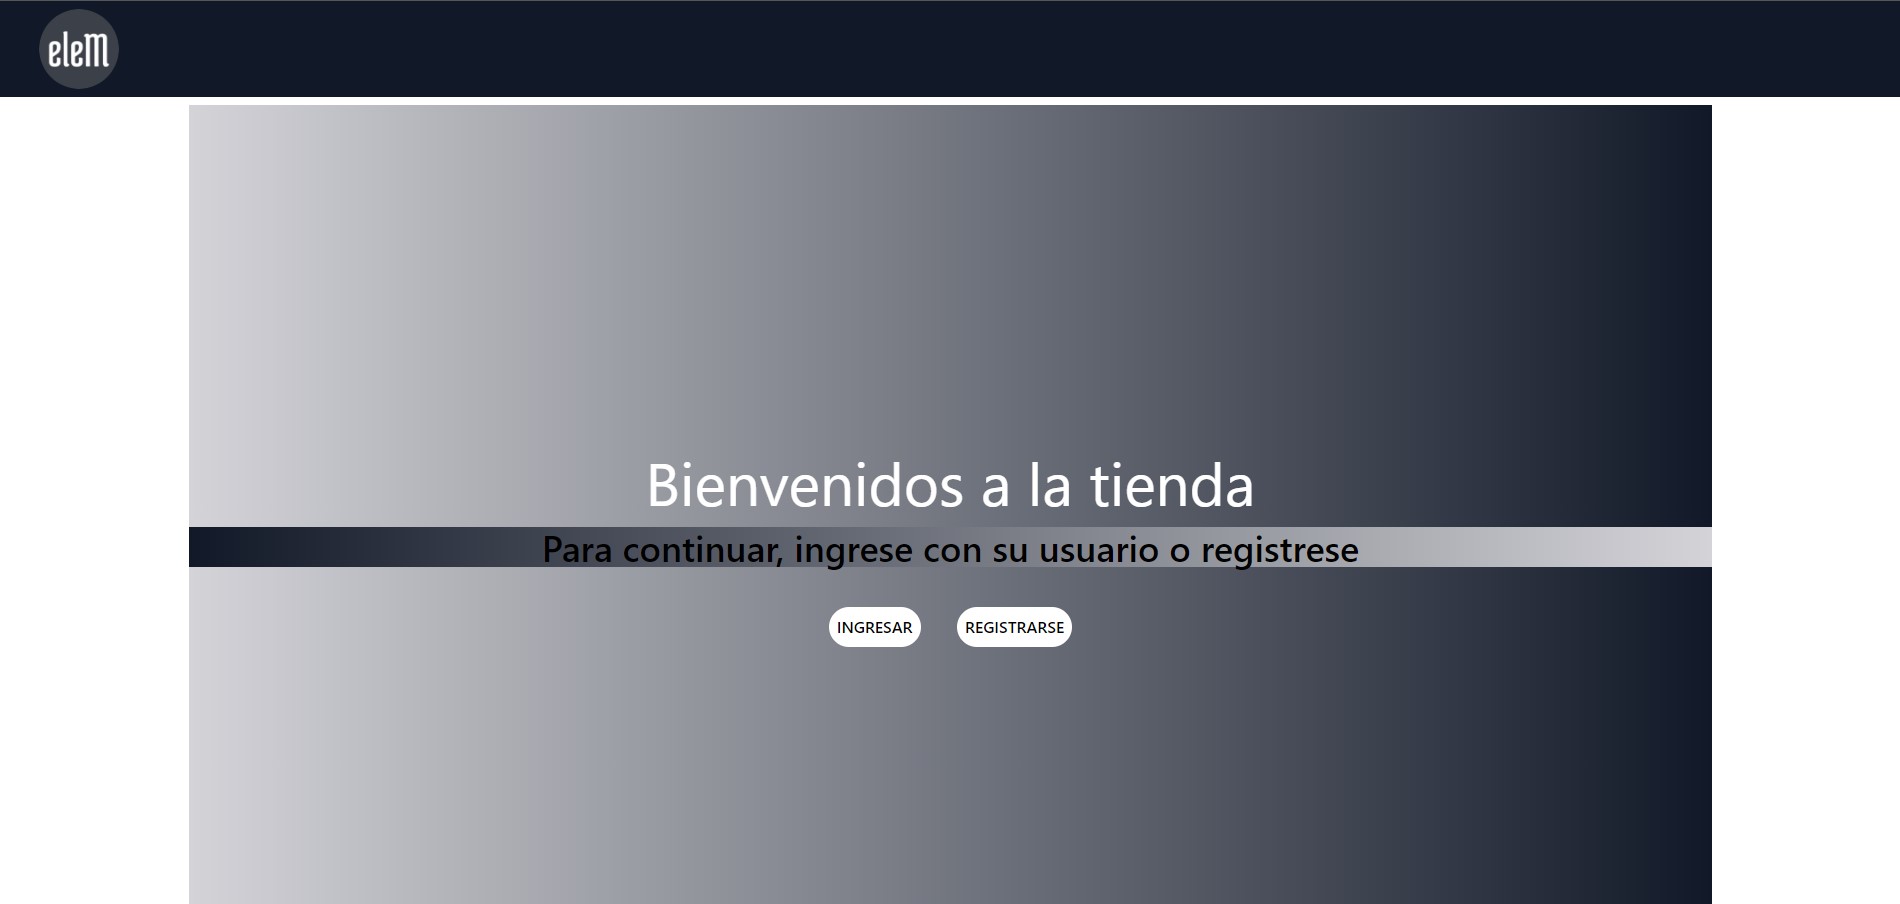 eleM
Bienvenidos a la tienda
Para continuar, ingrese con su usuario o registrese
INGRESAR
REGISTRARSE